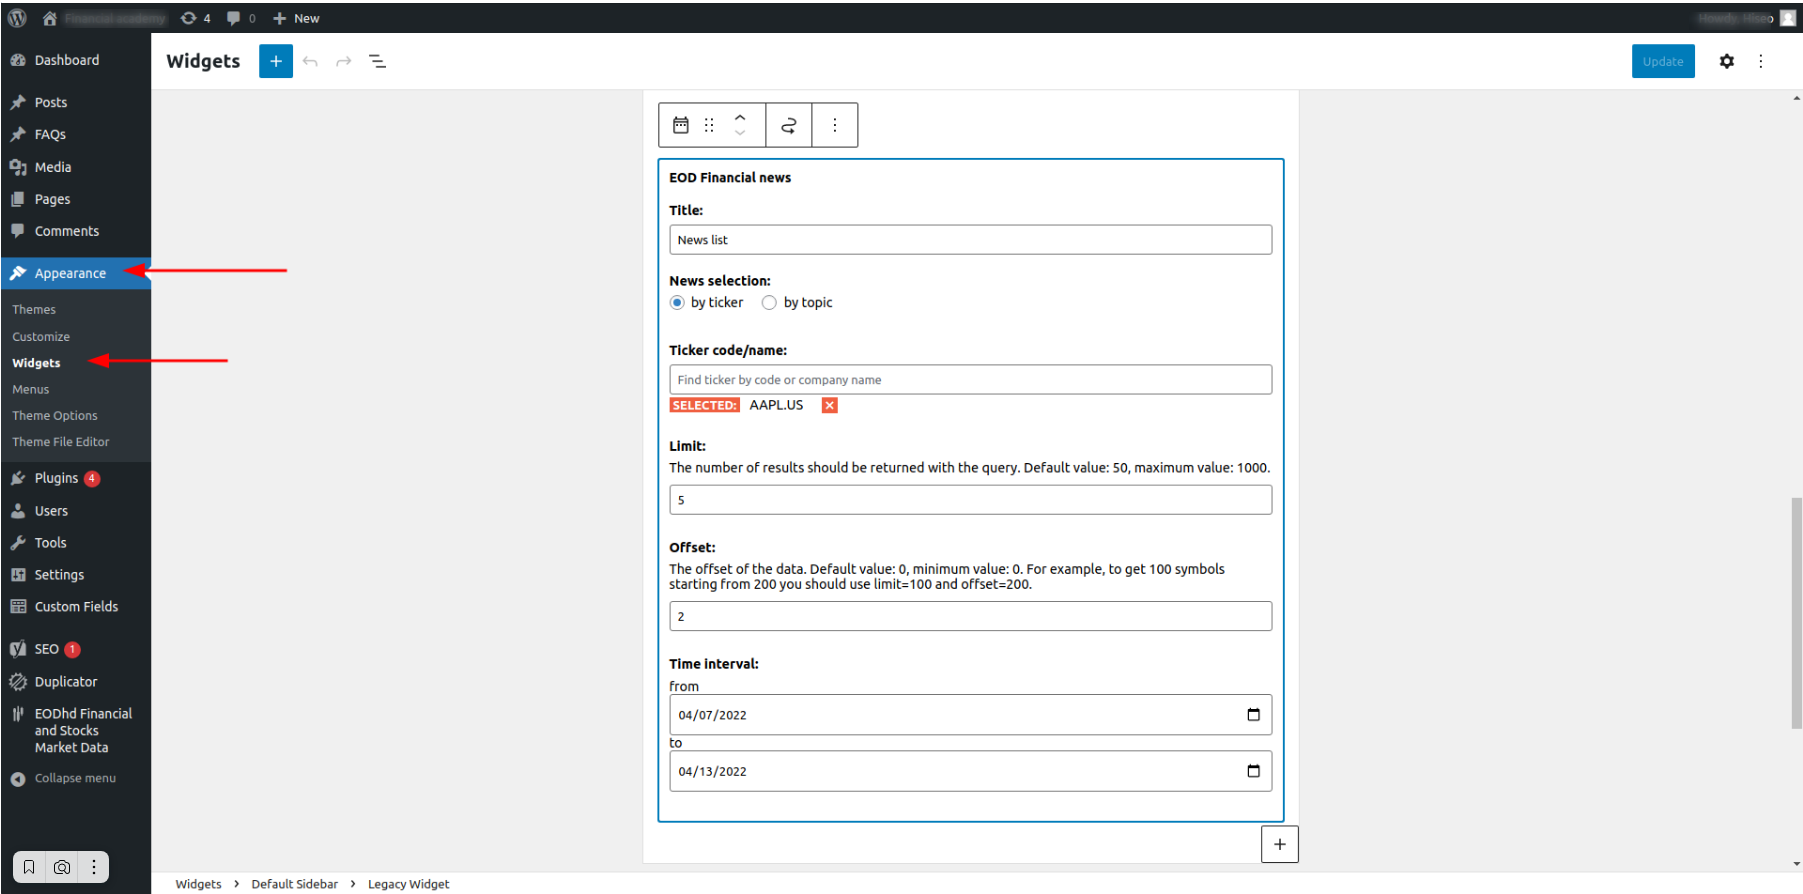 4 0 New
Dashboard
Posts
FAQs
Media
Pages
Comments
Appearance
Themes
Customize
Widgets
Menus
Theme Options
Theme File Editor
Plugins 4
Users
Tools
Settings
Custom Fields
SEO 1
Duplicator
EODhd Financial
and Stocks
Market Data
Collapse menu
Widgets
Update
EOD Financial news
Title:
News list
News selection:
by ticker by topic
Ticker code/name:
Find ticker by code or company name
SELECTED: AAPL.US
Limit:
The number of results should be returned with the query. Default value: 50, maximum value: 1000.
5
Offset:
The offset of the data. Default value: 0, minimum value: 0. For example, to get 100 symbols
starting from 200 you should use limit=100 and offset=200.
2
Time interval:
from
04/07/2022
to
04/13/2022
Widgets > Default Sidebar > Legacy Widget